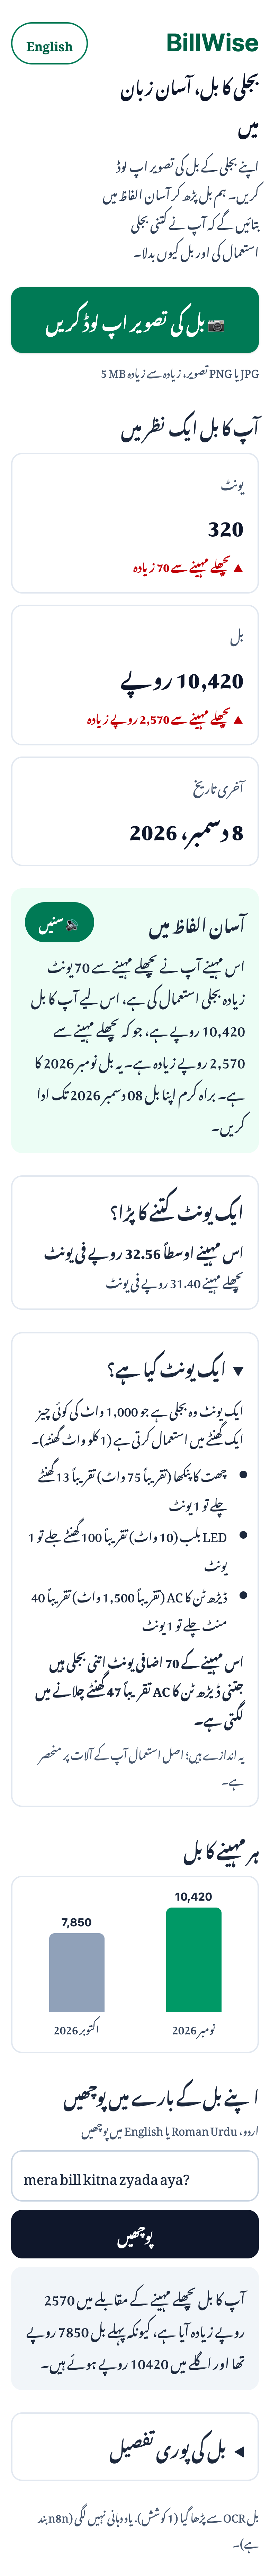 BillWise
English
بجلی کا بل، آسان زبان
میں
اپنے بجلی کے بل کی تصویر اپ لوڈ
کریں۔ ہم بل پڑھ کر آسان الفاظ میں
بتائیں گے کہ آپ نے کتنی بجلی
استعمال کی اور بل کیوں بدلا۔
📷 بل کی تصویر اپ لوڈ کریں
JPG یا PNG تصویر، زیادہ سے زیادہ 5 MB
آپ کا بل ایک نظر میں
یونٹ
320
▲ پچھلے مہینے سے 70 زیادہ
بل
10,420 روپے
▲ پچھلے مہینے سے 2,570 روپے زیادہ
آخری تاریخ
8 دسمبر، 2026
آسان الفاظ میں
🔊 سنیں
اس مہینے آپ نے پچھلے مہینے سے 70 یونٹ
زیادہ بجلی استعمال کی ہے، اس لیے آپ کا بل
10,420 روپے ہے، جو کہ پچھلے مہینے سے
2,570 روپے زیادہ ہے۔ یہ بل نومبر 2026 کا
ہے۔ براہ کرم اپنا بل 08 دسمبر 2026 تک ادا
کریں۔
ایک یونٹ کتنے کا پڑا؟
اس مہینے اوسطاً 32.56 روپے فی یونٹ
پچھلے مہینے 31.40 روپے فی یونٹ
▼ ایک یونٹ کیا ہے؟
ایک یونٹ وہ بجلی ہے جو 1,000 واٹ کی کوئی چیز
ایک گھنٹے میں استعمال کرتی ہے (1 کلو واٹ گھنٹہ)۔
● چھت کا پنکھا (تقریباً 75 واٹ) تقریباً 13 گھنٹے
چلے تو 1 یونٹ
● LED بلب (10 واٹ) تقریباً 100 گھنٹے جلے تو 1
یونٹ
● ڈیڑھ ٹن کا AC (تقریباً 1,500 واٹ) تقریباً 40
منٹ چلے تو 1 یونٹ
اس مہینے کے 70 اضافی یونٹ اتنی بجلی ہیں
جتنی ڈیڑھ ٹن کا AC تقریباً 47 گھنٹے چلانے میں
لگتی ہے۔
یہ اندازے ہیں؛ اصل استعمال آپ کے آلات پر منحصر
ہے۔
ہر مہینے کا بل
10,420
7,850
نومبر 2026
اکتوبر 2026
اپنے بل کے بارے میں پوچھیں
اردو، Roman Urdu یا English میں پوچھیں
mera bill kitna zyada aya?
پوچھیں
آپ کا بل پچھلے مہینے کے مقابلے میں 2570
روپے زیادہ آیا ہے، کیونکہ پہلے بل 7850 روپے
تھا اور اگلے میں 10420 روپے ہوئے ہیں۔
◀ بل کی پوری تفصیل
بل OCR سے پڑھا گیا (1 کوشش)۔ یاد دہانی نہیں لگی (n8n بند
ہے)۔